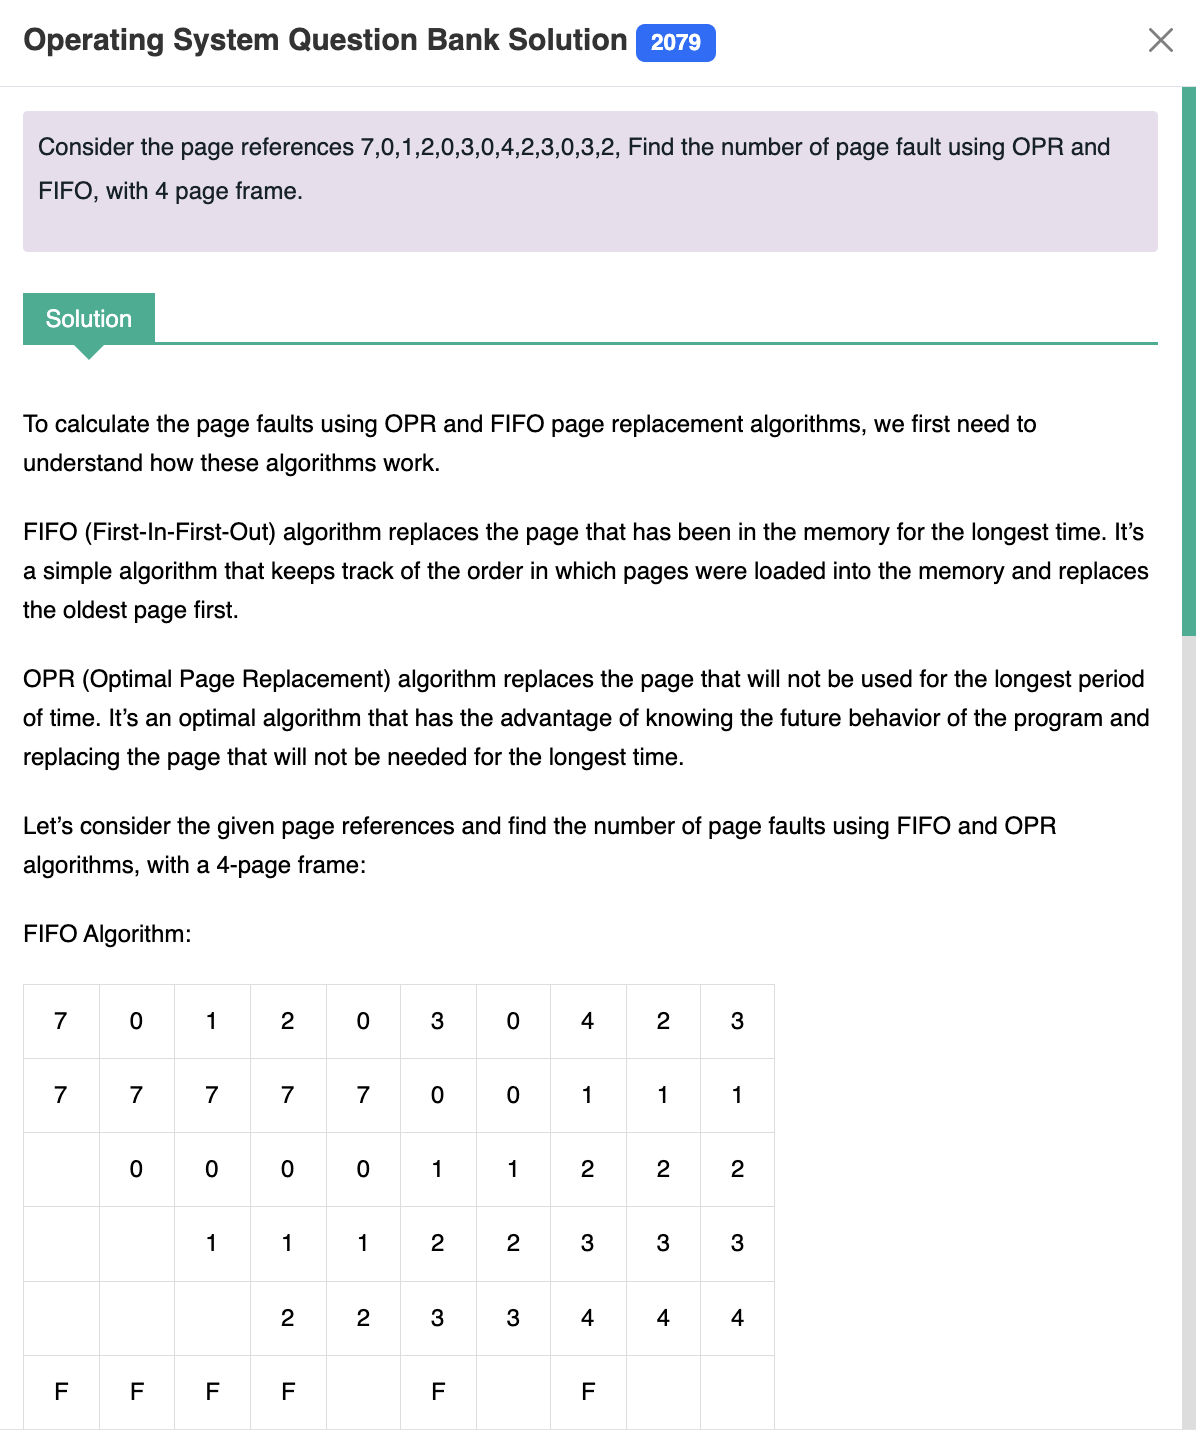 Operating System Question Bank Solution 2079
Consider the page references 7,0,1,2,0,3,0,4,2,3,0,3,2, Find the number of page fault using OPR and
FIFO, with 4 page frame.
Solution
To calculate the page faults using OPR and FIFO page replacement algorithms, we first need to
understand how these algorithms work.
FIFO (First-In-First-Out) algorithm replaces the page that has been in the memory for the longest time. It’s
a simple algorithm that keeps track of the order in which pages were loaded into the memory and replaces
the oldest page first.
OPR (Optimal Page Replacement) algorithm replaces the page that will not be used for the longest period
of time. It’s an optimal algorithm that has the advantage of knowing the future behavior of the program and
replacing the page that will not be needed for the longest time.
Let’s consider the given page references and find the number of page faults using FIFO and OPR
algorithms, with a 4-page frame:
FIFO Algorithm:
7 0 1 2 0 3 0 4 2 3
7 7 7 7 7 0 0 1 1 1
0 0 0 0 1 1 2 2 2
1 1 1 2 2 3 3 3
2 2 3 3 4 4 4
F F F F F F